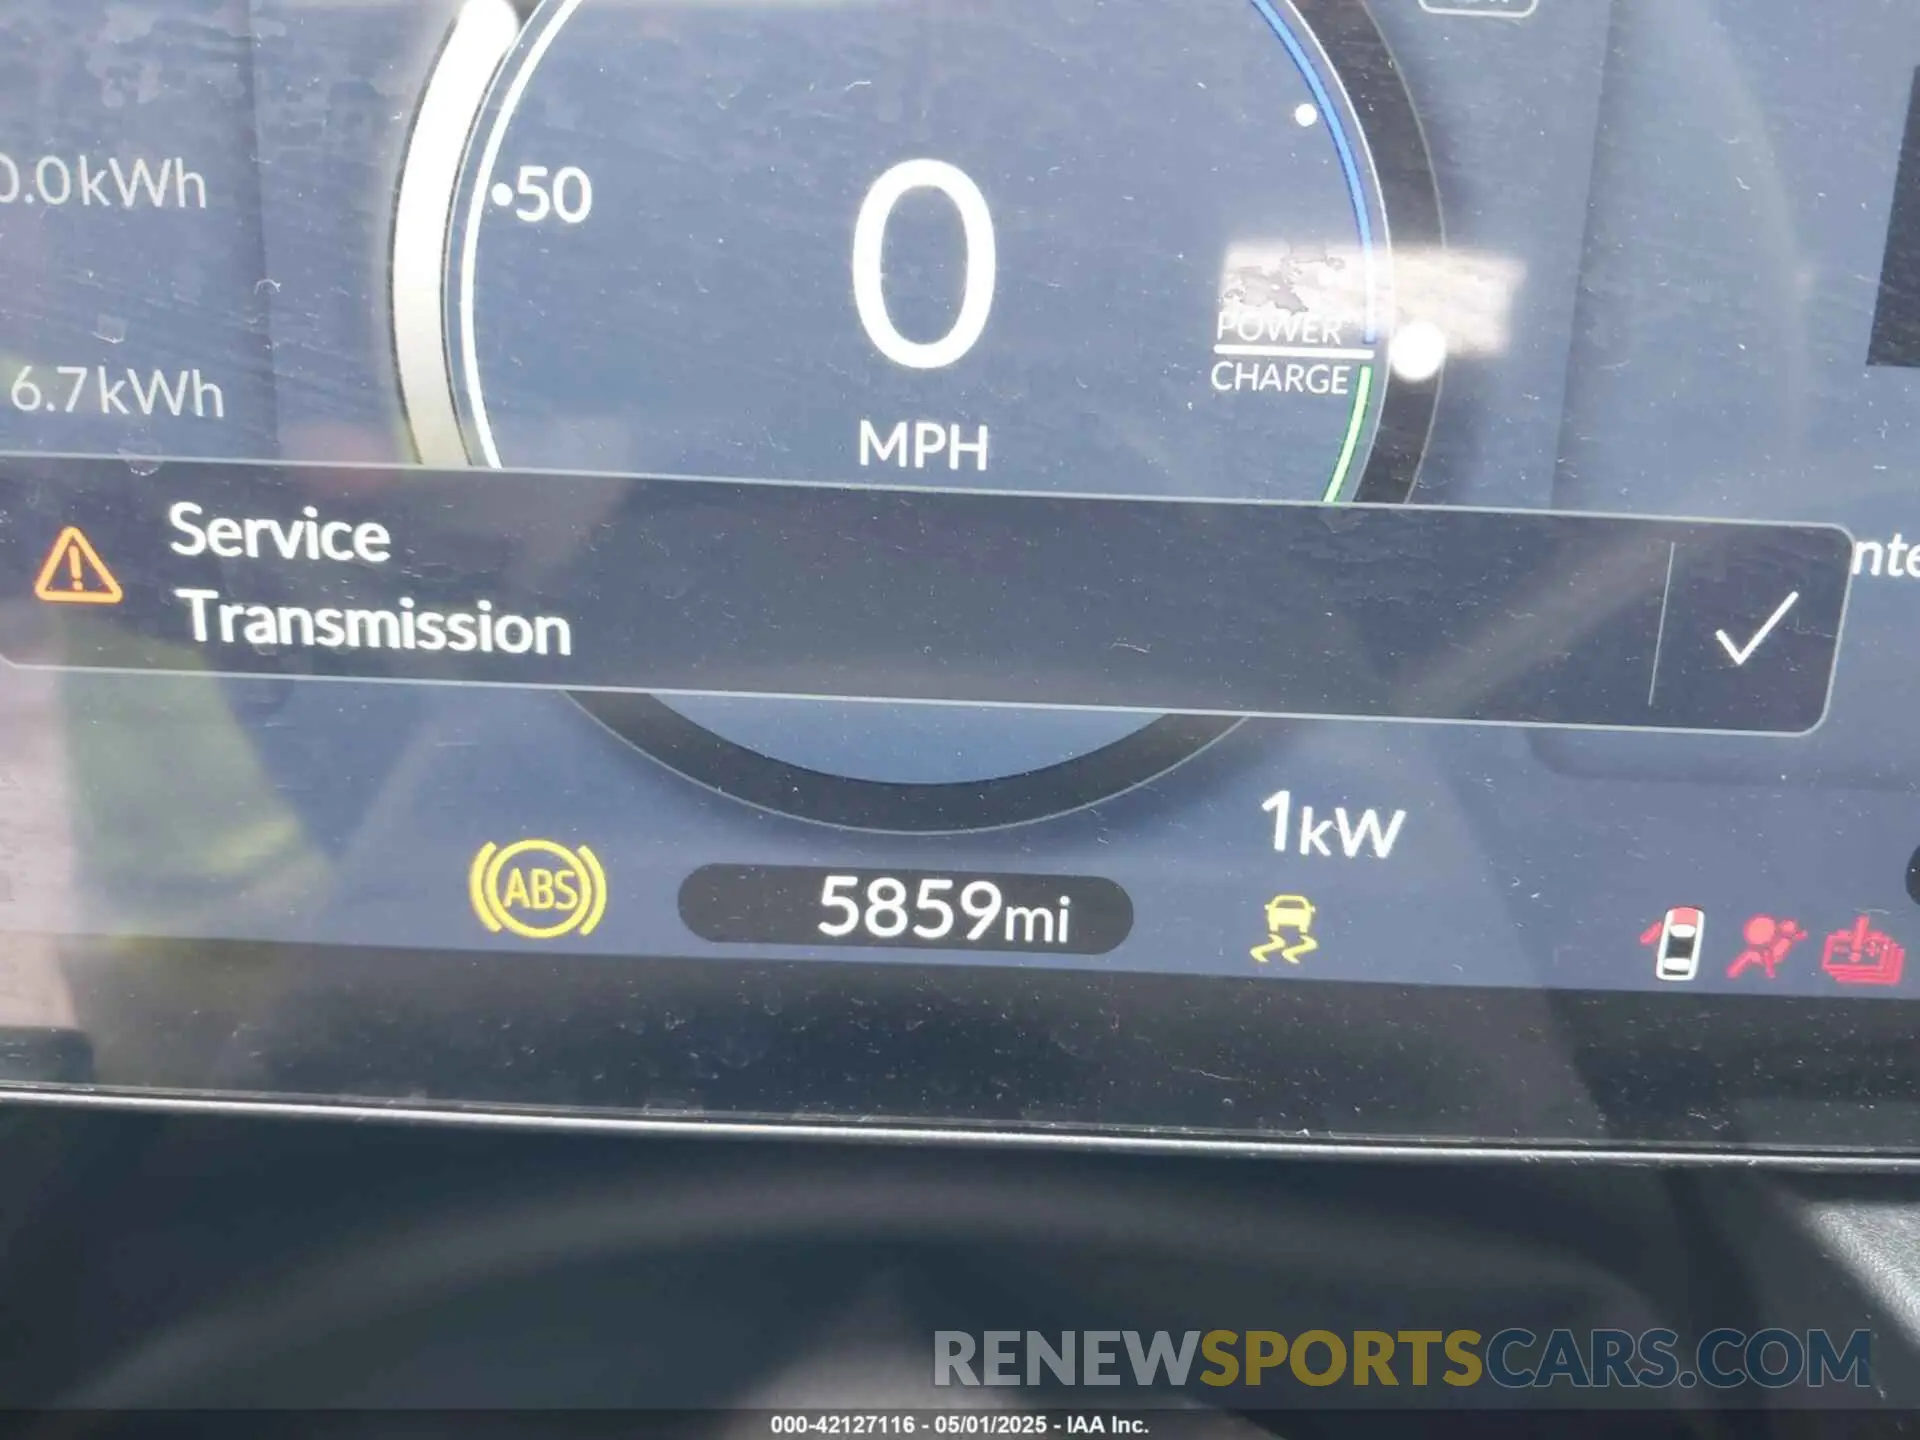 0.0kWh
50
0
POWER
CHARGE
6.7kWh
MPH
Service
Transmission
1kW
ABS
5859mi
RENEWSPORTSCARS.COM
000-42127116 - 05/01/2025 - IAA Inc.